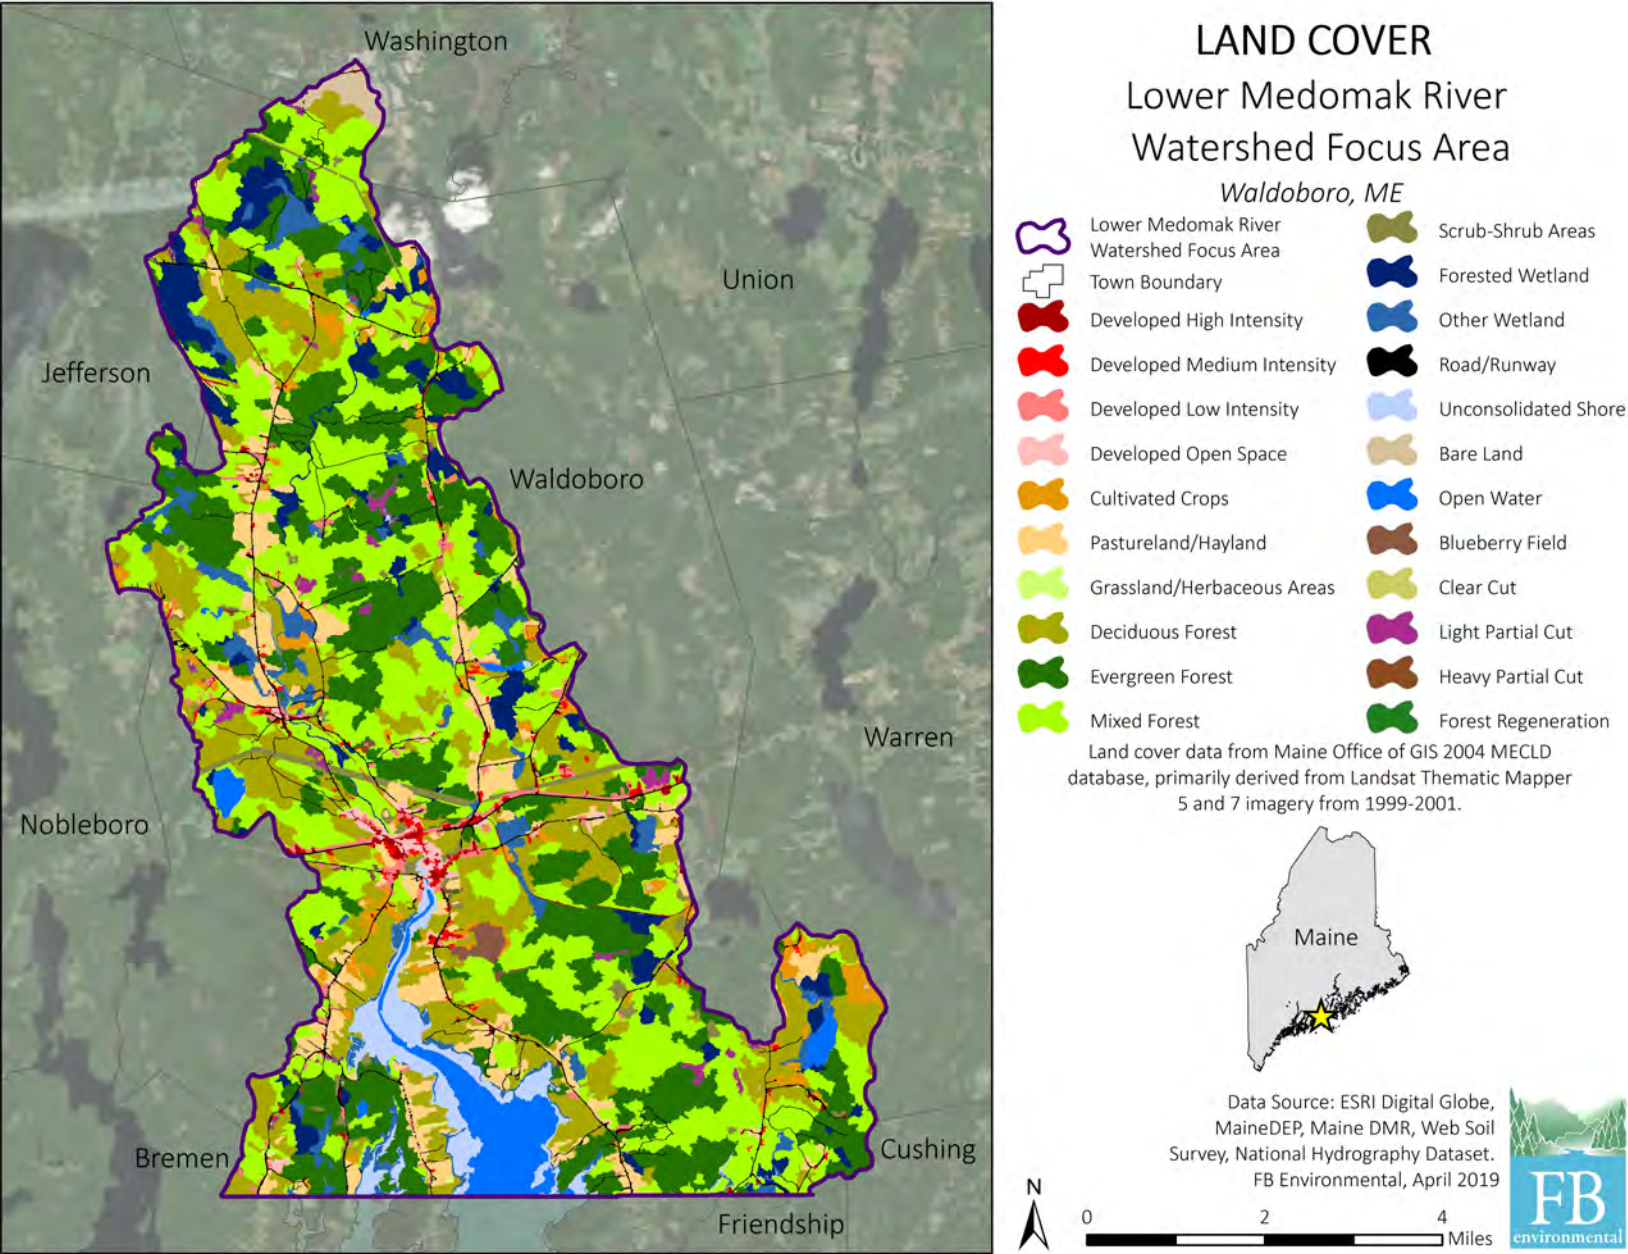 Washington
Union
Jefferson
Waldoboro
Warren
Nobleboro
Bremen
Cushing
Friendship
LAND COVER
Lower Medomak River
Watershed Focus Area
Waldoboro, ME
Lower Medomak River
Watershed Focus Area
Town Boundary
Developed High Intensity
Developed Medium Intensity
Developed Low Intensity
Developed Open Space
Cultivated Crops
Pastureland/Hayland
Grassland/Herbaceous Areas
Deciduous Forest
Evergreen Forest
Mixed Forest
Scrub-Shrub Areas
Forested Wetland
Other Wetland
Road/Runway
Unconsolidated Shore
Bare Land
Open Water
Blueberry Field
Clear Cut
Light Partial Cut
Heavy Partial Cut
Forest Regeneration
Land cover data from Maine Office of GIS 2004 MECLD
database, primarily derived from Landsat Thematic Mapper
5 and 7 imagery from 1999-2001.
Maine
Data Source: ESRI Digital Globe,
MaineDEP, Maine DMR, Web Soil
Survey, National Hydrography Dataset.
FB Environmental, April 2019
N
0 2 4
Miles
FB
environmental